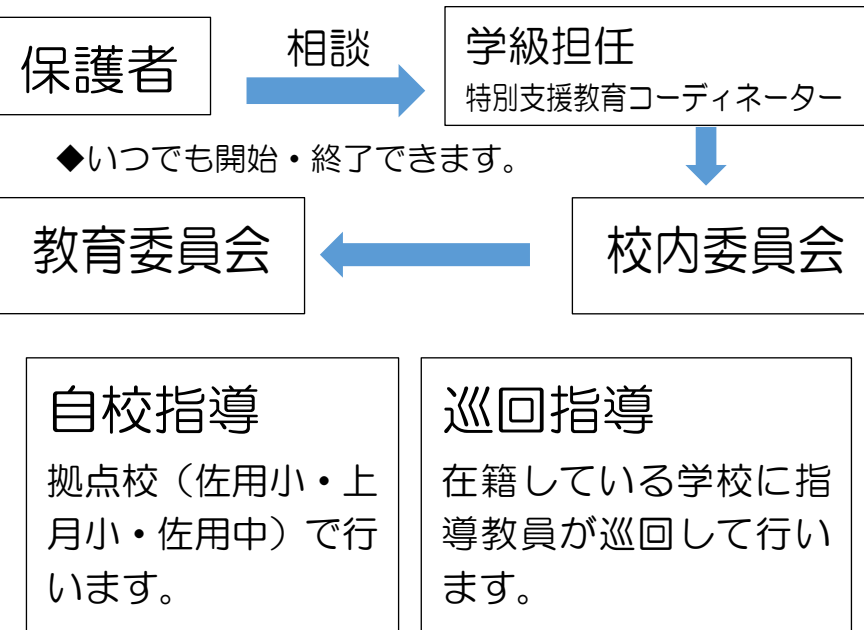 保護者
相談
学級担任
特別支援教育コーディネーター
◆いつでも開始・終了できます。
教育委員会
校内委員会
自校指導
拠点校（佐用小・上
月小・佐用中）で行
います。
巡回指導
在籍している学校に指
導教員が巡回して行い
ます。